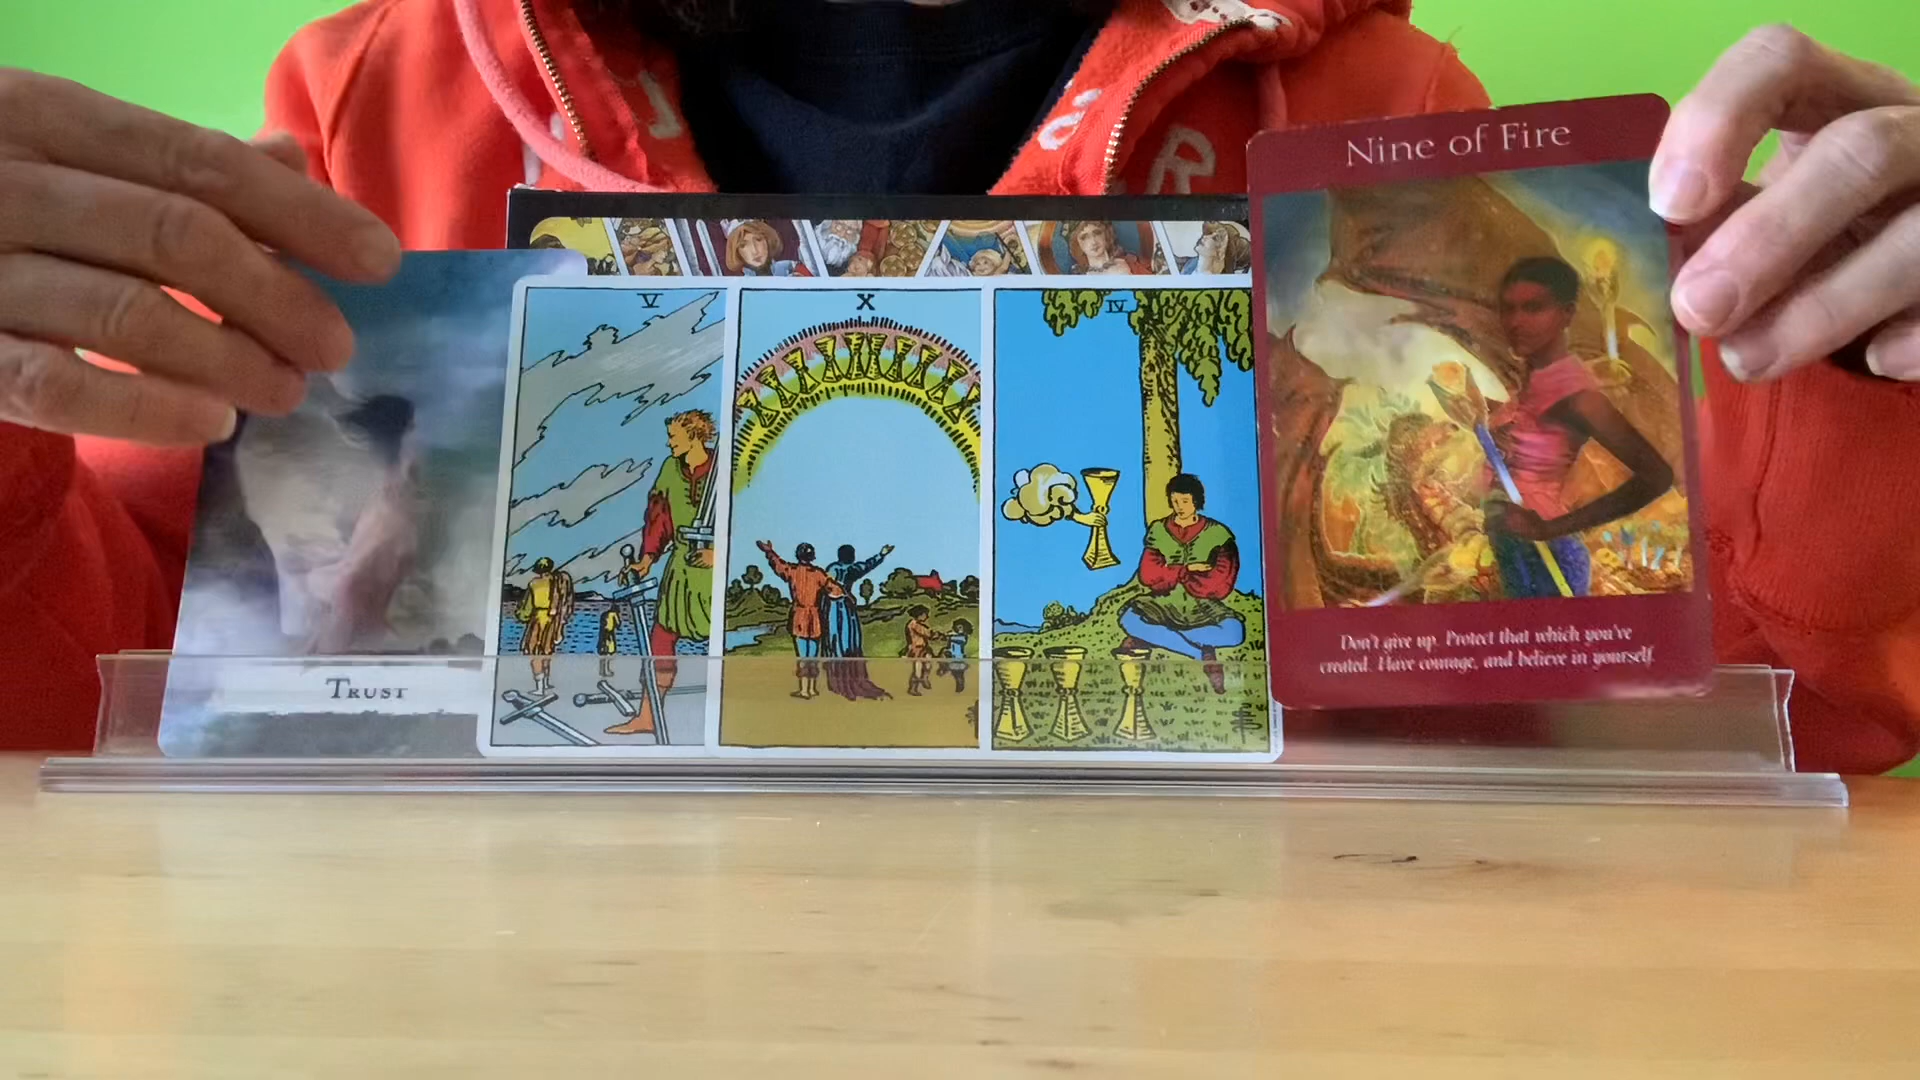 Nine of Fire
V
X
IV
Don't give up. Protect that which you've
created. Have courage, and believe in yourself.
TRUST